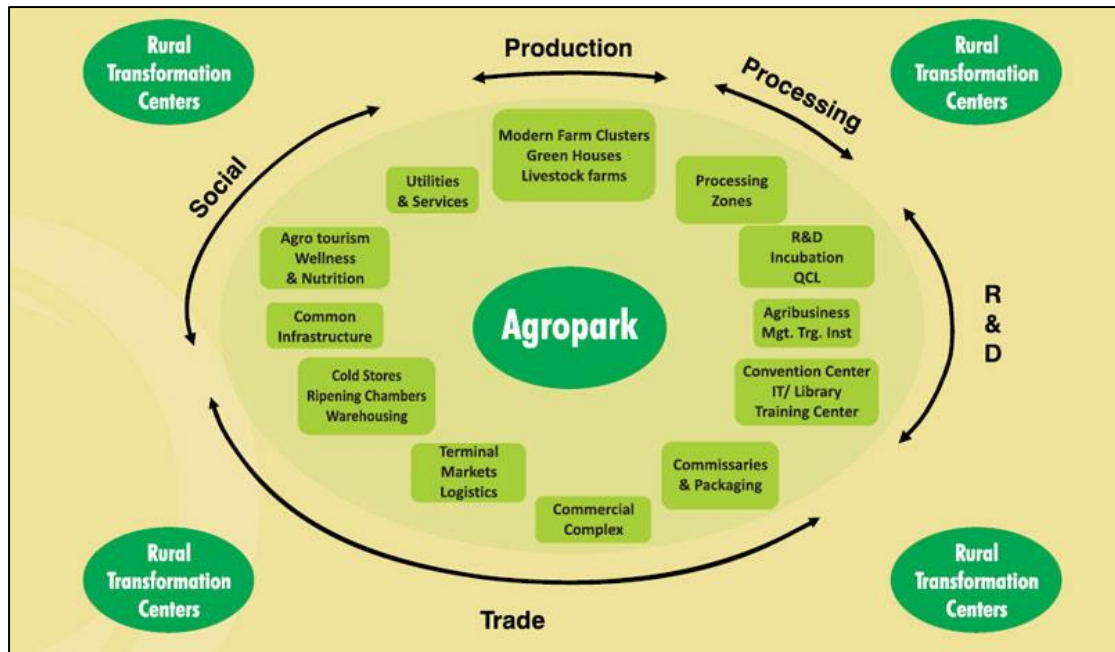 Rural
Transformation
Centers
Production
Processing
Rural
Transformation
Centers
Social
Modern Farm Clusters
Green Houses
Livestock farms
Utilities
& Services
Processing
Zones
Agro tourism
Wellness
& Nutrition
R&D
Incubation
QCL
R
&
D
Common
Infrastructure
Agropark
Agribusiness
Mgt. Trg. Inst
Cold Stores
Ripening Chambers
Warehousing
Convention Center
IT/ Library
Training Center
Terminal
Markets
Logistics
Commissaries
& Packaging
Commercial
Complex
Rural
Transformation
Centers
Trade
Rural
Transformation
Centers